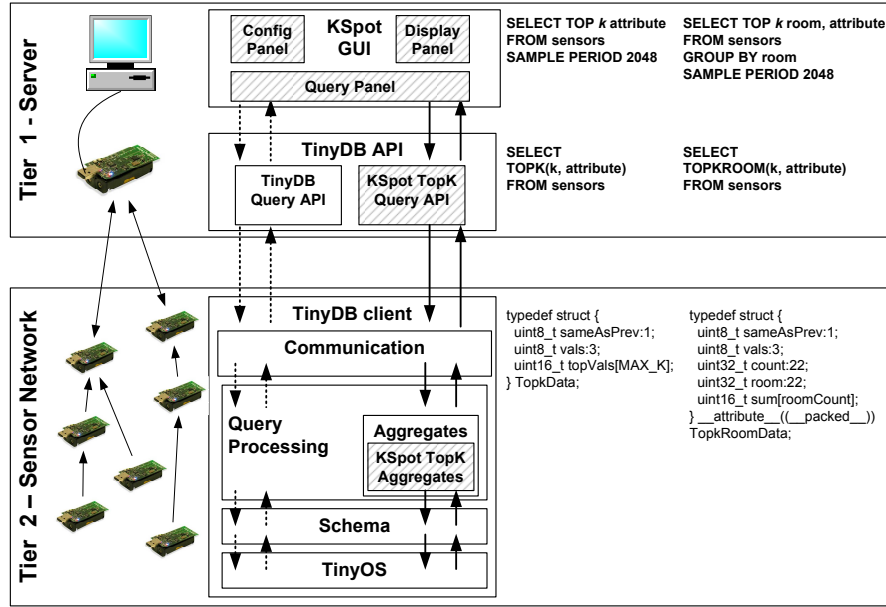 Tier 1 - Server
Config
Panel
KSpot
GUI
Display
Panel
Query Panel
SELECT TOP k attribute
FROM sensors
SAMPLE PERIOD 2048
SELECT TOP k room, attribute
FROM sensors
GROUP BY room
SAMPLE PERIOD 2048
TinyDB API
TinyDB
Query API
KSpot TopK
Query API
SELECT
TOPK(k, attribute)
FROM sensors
SELECT
TOPKROOM(k, attribute)
FROM sensors
Tier 2 – Sensor Network
TinyDB client
Communication
Query
Processing
Aggregates
KSpot TopK
Aggregates
Schema
TinyOS
typedef struct {
uint8_t sameAsPrev:1;
uint8_t vals:3;
uint16_t topVals[MAX_K];
} TopkData;
typedef struct {
uint8_t sameAsPrev:1;
uint8_t vals:3;
uint32_t count:22;
uint32_t room:22;
uint16_t sum[roomCount];
} __attribute__((__packed__))
TopkRoomData;